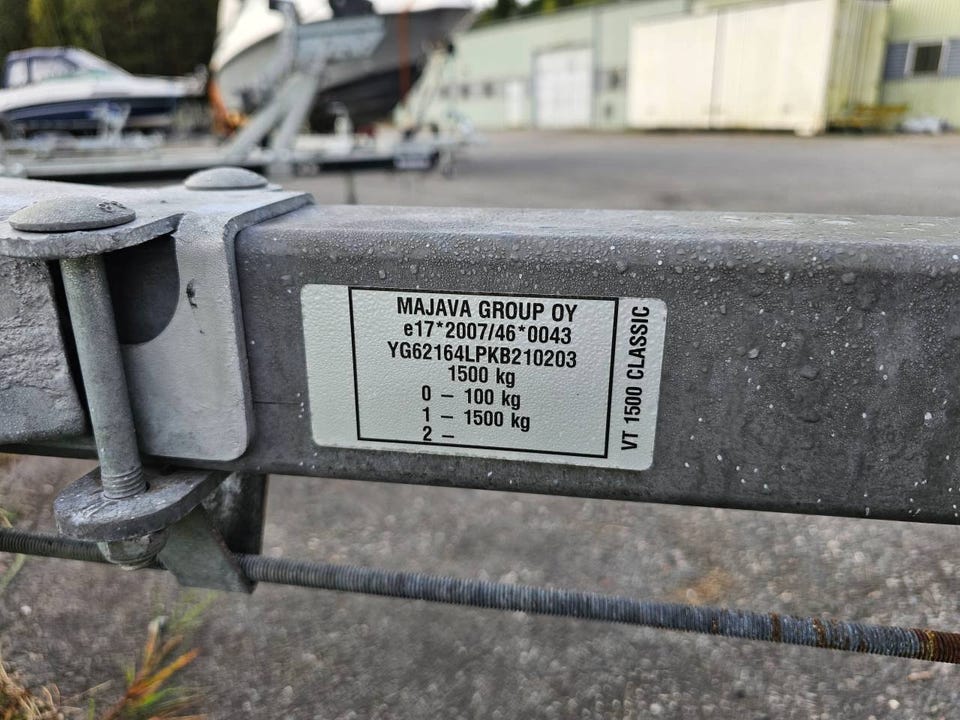 MAJAVA GROUP OY
e17*2007/46*0043
YG62164LPKB210203
1500 kg
0 – 100 kg
1 – 1500 kg
2 –
VT 1500 CLASSIC